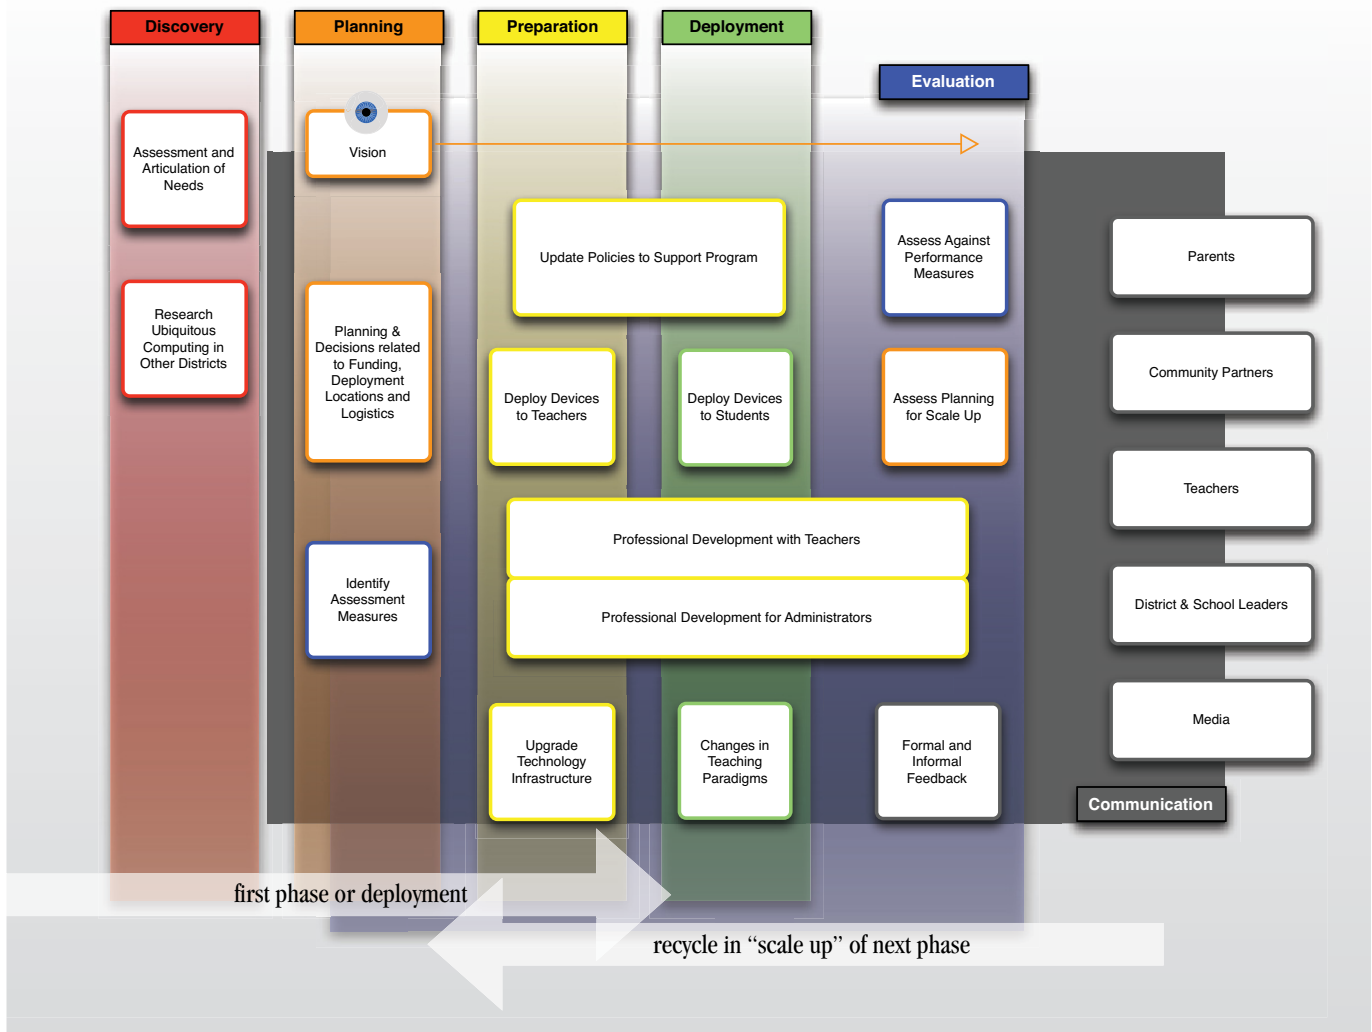 Discovery
Planning
Preparation
Deployment
Evaluation
Assessment and
Articulation of
Needs
Vision
Update Policies to Support Program
Assess Against
Performance
Measures
Parents
Research
Ubiquitous
Computing in
Other Districts
Planning &
Decisions related
to Funding,
Deployment
Locations and
Logistics
Deploy Devices
to Teachers
Deploy Devices
to Students
Assess Planning
for Scale Up
Community Partners
Teachers
Professional Development with Teachers
Identify
Assessment
Measures
Professional Development for Administrators
District & School Leaders
Upgrade
Technology
Infrastructure
Changes in
Teaching
Paradigms
Formal and
Informal
Feedback
Media
Communication
first phase or deployment
recycle in “scale up” of next phase